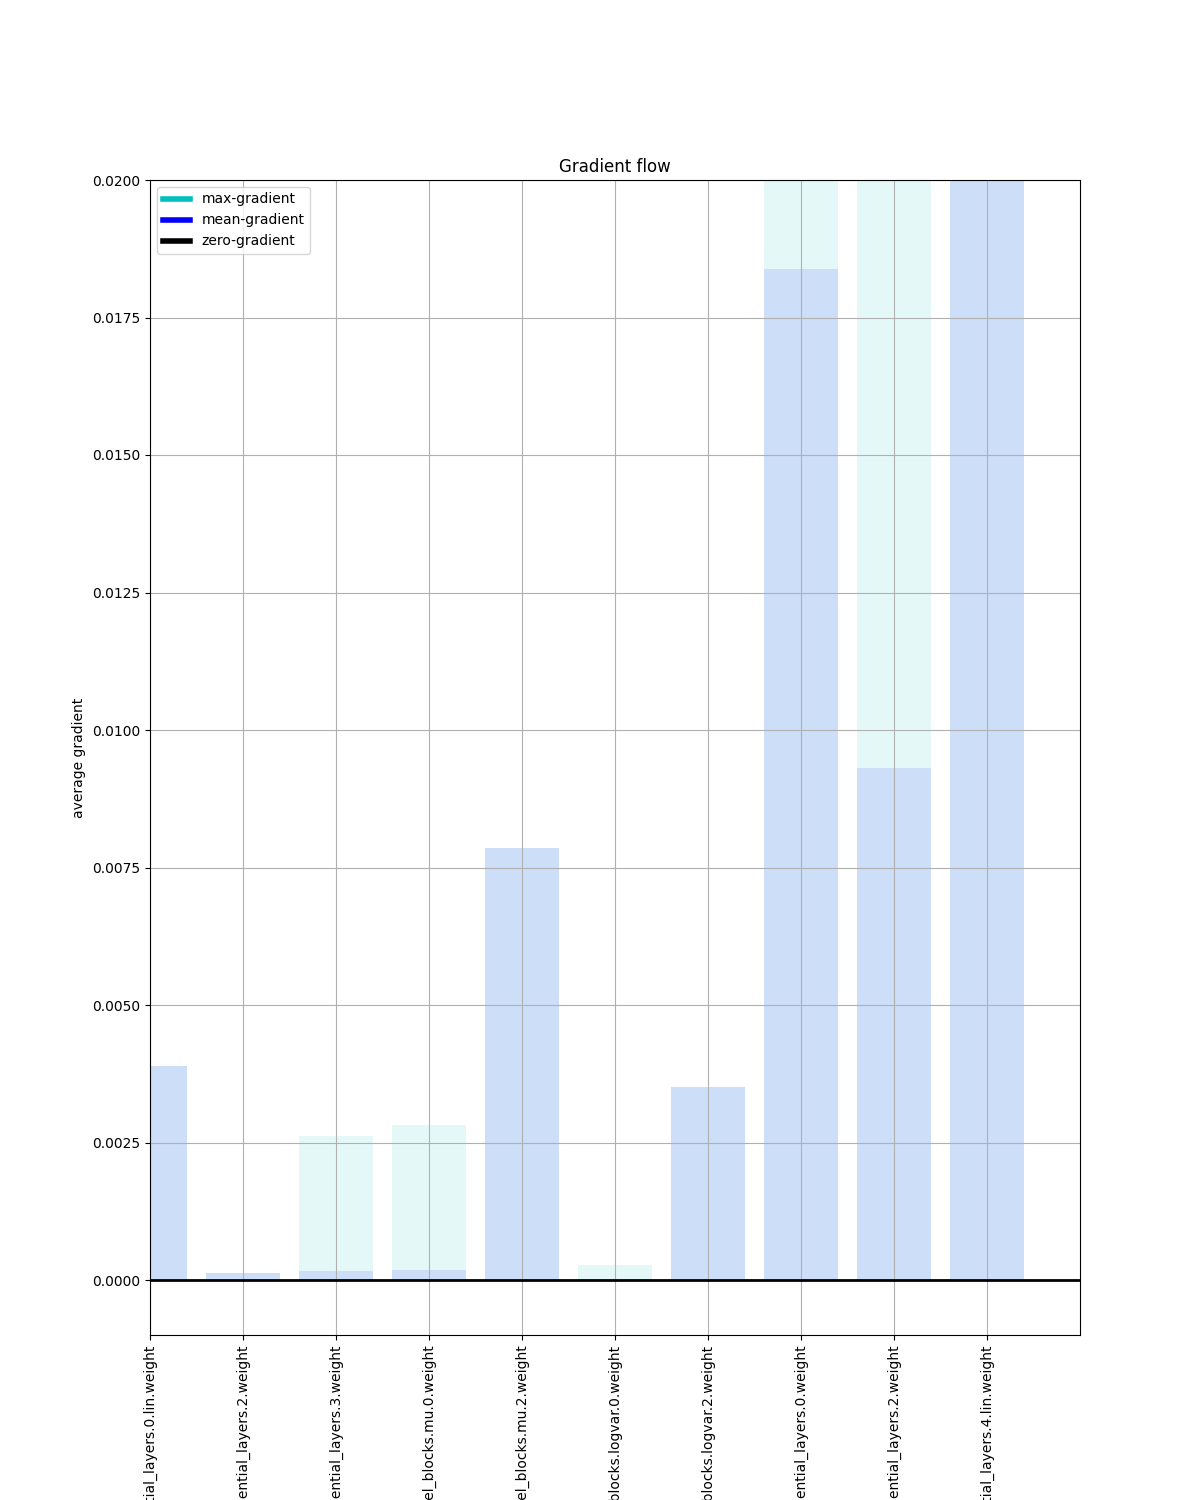 Gradient flow
max-gradient
mean-gradient
zero-gradient
0.0200
0.0175
0.0150
0.0125
0.0100
0.0075
0.0050
0.0025
0.0000
average gradient
tial_layers.0.lin.weight
ential_layers.2.weight
ential_layers.3.weight
el_blocks.mu.0.weight
el_blocks.mu.2.weight
blocks.logvar.0.weight
blocks.logvar.2.weight
ential_layers.0.weight
ential_layers.2.weight
tial_layers.4.lin.weight